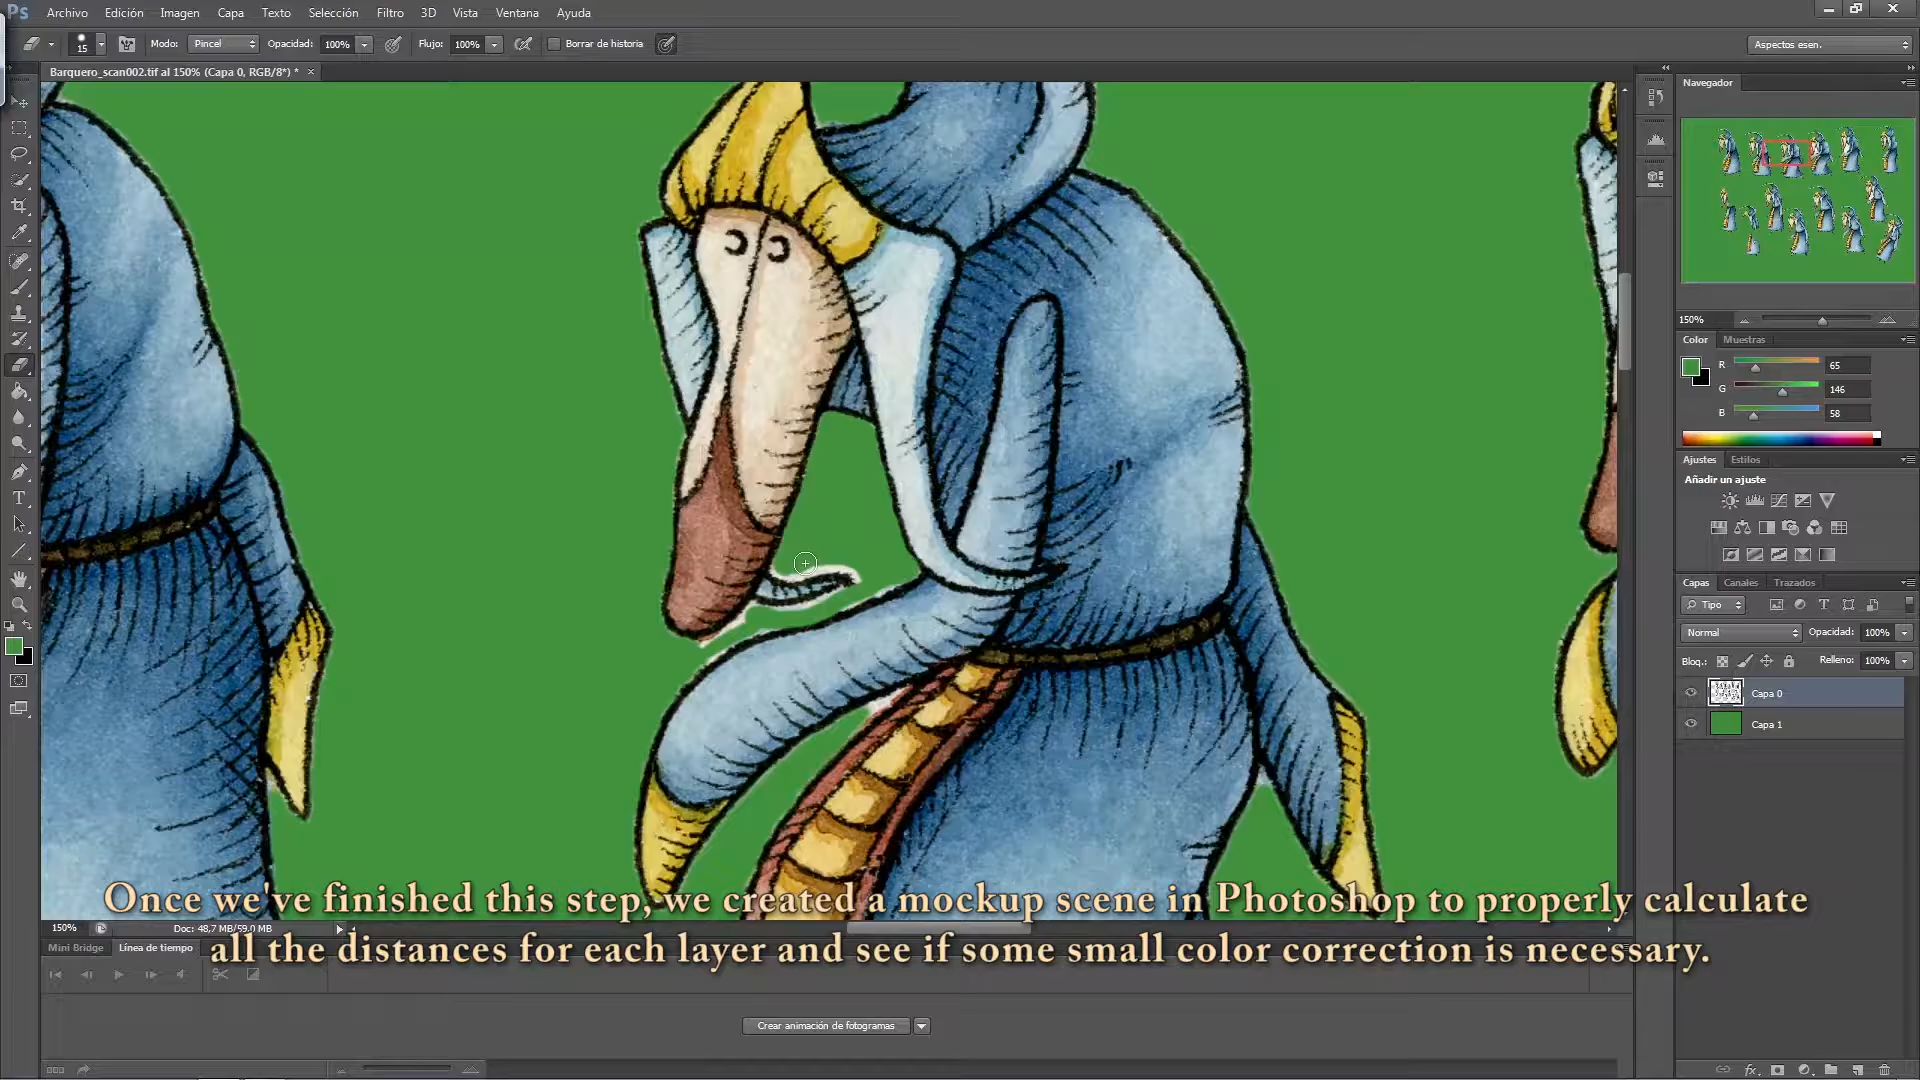 Ps Archivo Edición Imagen Capa Texto Selección Filtro 3D Vista Ventana Ayuda
15 Modo: Pincel Opacidad: 100% Flujo: 100% Borrar de historia Aspectos esen.
Barquero_scan002.tif al 150% (Capa 0, RGB/8*) * ×
Navegador
150%
Color Muestras
R 65
G 146
B 58
Ajustes Estilos
Añadir un ajuste
Capas Canales Trazados
Tipo
Normal Opacidad: 100%
Bloq.: Relleno: 100%
Capa 0
Capa 1
Once we've finished this step, we created a mockup scene in Photoshop to properly calculate
all the distances for each layer and see if some small color correction is necessary.
150% Doc: 48,7 MB/59,0 MB
Mini Bridge Línea de tiempo
Crear animación de fotogramas